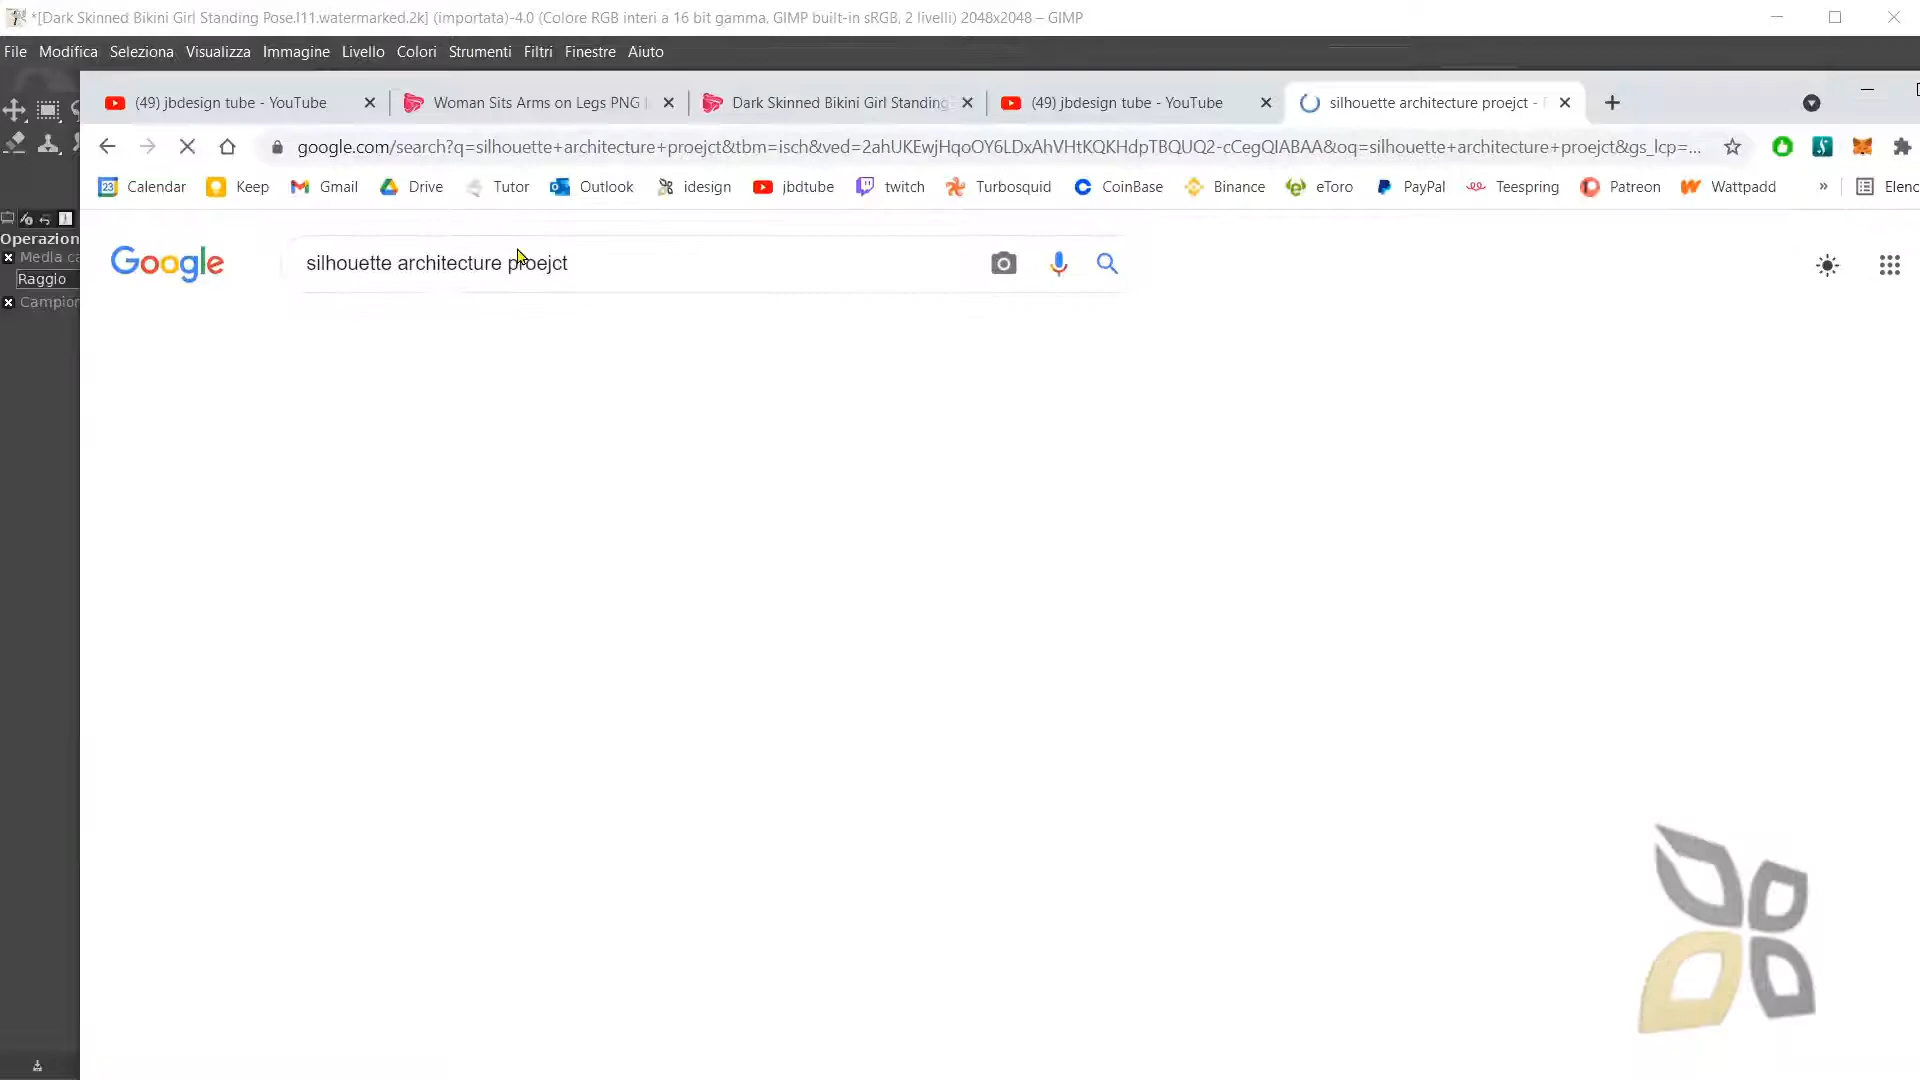 *[Dark Skinned Bikini Girl Standing Pose.l11.watermarked.2k] (importata)-4.0 (Colore RGB interi a 16 bit gamma, GIMP built-in sRGB, 2 livelli) 2048x2048 – GIMP
File Modifica Seleziona Visualizza Immagine Livello Colori Strumenti Filtri Finestre Aiuto
(49) jbdesign tube - YouTube Woman Sits Arms on Legs PNG Dark Skinned Bikini Girl Standing (49) jbdesign tube - YouTube silhouette architecture proejct -
google.com/search?q=silhouette+architecture+proejct&tbm=isch&ved=2ahUKEwjHqoOY6LDxAhVHtKQKHdpTBQUQ2-cCegQIABAA&oq=silhouette+architecture+proejct&gs_lcp=...
23 Calendar Keep Gmail Drive Tutor Outlook idesign jbdtube twitch Turbosquid CoinBase Binance eToro PayPal Teespring Patreon Wattpadd » Elenc
Operazion
Google silhouette architecture proejct
Media ca
Raggio
Campion